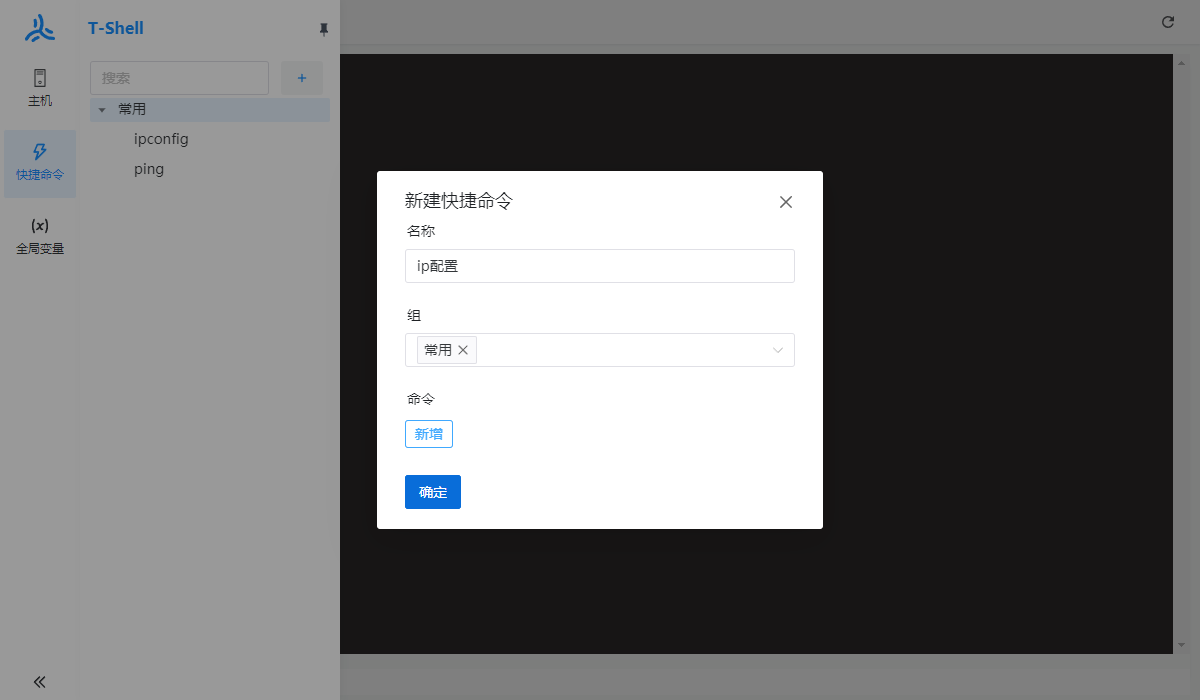 T-Shell
主机
快捷命令
(x)
全局变量
搜索
+
常用
ipconfig
ping
新建快捷命令
名称
ip配置
组
常用
命令
新增
确定